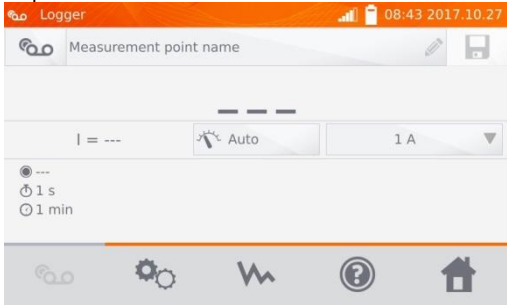 Logger 08:43 2017.10.27
Measurement point name
---
I = --- Auto 1 A
---
1 s
1 min